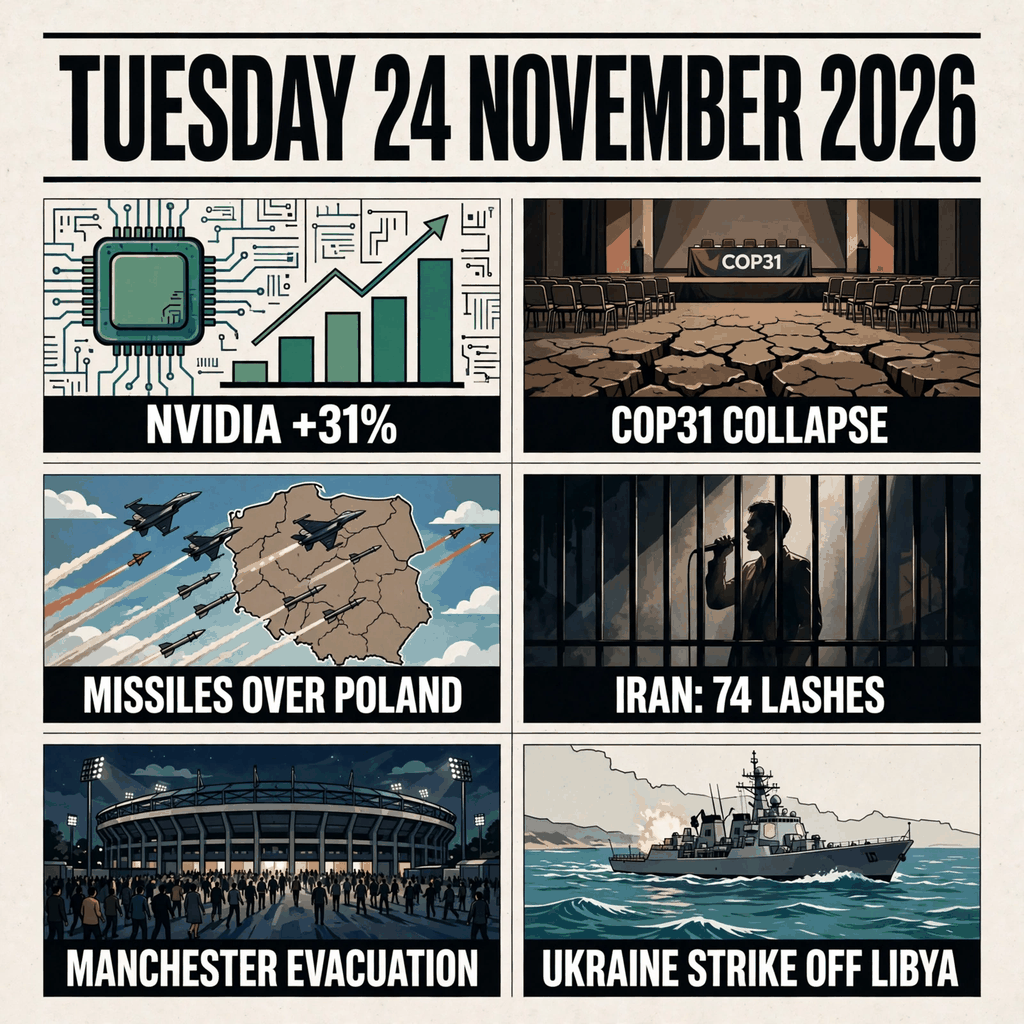 TUESDAY 24 NOVEMBER 2026
NVIDIA +31%
COP31
COP31 COLLAPSE
MISSILES OVER POLAND
IRAN: 74 LASHES
MANCHESTER EVACUATION
UKRAINE STRIKE OFF LIBYA